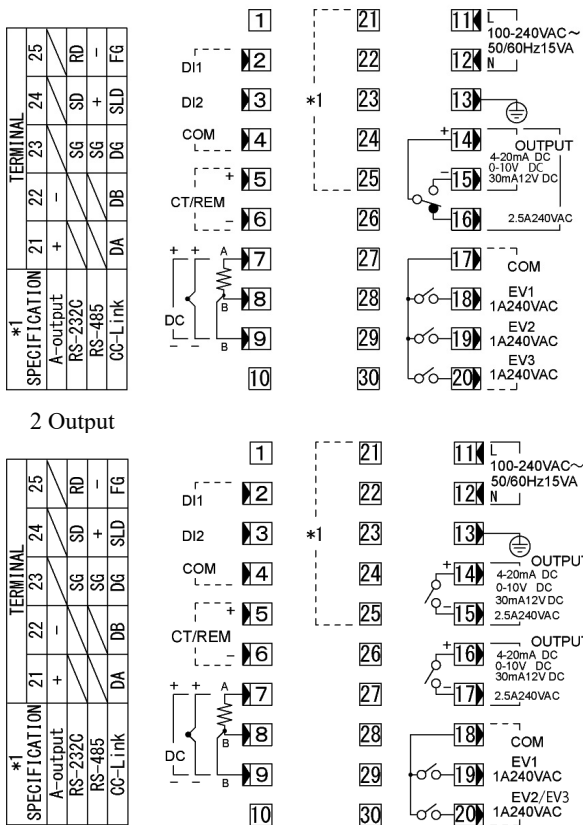 *1 SPECIFICATION TERMINAL
21 22 23 24 25
A-output + −
RS-232C SG SD RD
RS-485 SG + −
CC-Link DA DB DG SLD FG
1
DI1 2
DI2 3
COM 4
CT/REM
+ 5
− 6
+ + A 7
B 8
DC
− − B 9
10
*1
21
22
23
24
25
26
27
28
29
30
11 L
100-240VAC~
50/60Hz15VA
12 N
13
+ 14 OUTPUT
4-20mA DC
0-10V DC
− 15 30mA12V DC
16 2.5A240VAC
17 COM
18 EV1
1A240VAC
19 EV2
1A240VAC
20 EV3
1A240VAC
2 Output
*1 SPECIFICATION TERMINAL
21 22 23 24 25
A-output + −
RS-232C SG SD RD
RS-485 SG + −
CC-Link DA DB DG SLD FG
1
DI1 2
DI2 3
COM 4
CT/REM
+ 5
− 6
+ + A 7
B 8
DC
− − B 9
10
*1
21
22
23
24
25
26
27
28
29
30
11 L
100-240VAC~
50/60Hz15VA
12 N
13
+ 14 OUTPUT
4-20mA DC
0-10V DC
30mA12V DC
− 15 2.5A240VAC
+ 16 OUTPUT
4-20mA DC
0-10V DC
30mA12V DC
− 17 2.5A240VAC
18 COM
19 EV1
1A240VAC
20 EV2/EV3
1A240VAC